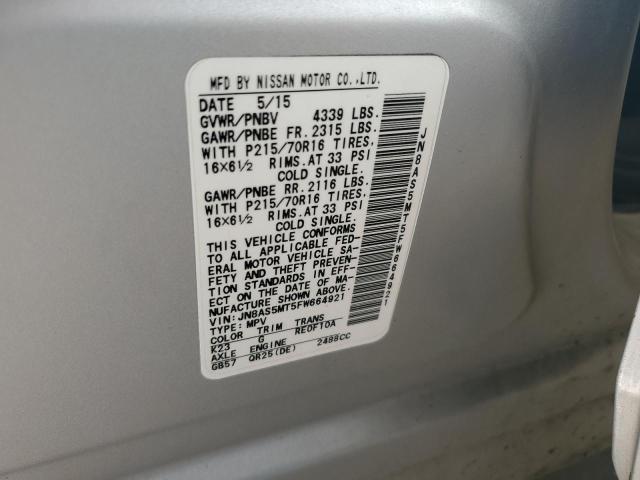 MFD BY NISSAN MOTOR CO.,LTD.
DATE 5/15
GVWR/PNBV 4339 LBS.
GAWR/PNBE FR. 2315 LBS.
WITH P215/70R16 TIRES,
16X6½ RIMS.AT 33 PSI
COLD SINGLE.
GAWR/PNBE RR. 2116 LBS.
WITH P215/70R16 TIRES,
16X6½ RIMS.AT 33 PSI
COLD SINGLE.
THIS VEHICLE CONFORMS
TO ALL APPLICABLE FED-
ERAL MOTOR VEHICLE SA-
FETY AND THEFT PREVEN-
TION STANDARDS IN EFF-
ECT ON THE DATE OF MA-
NUFACTURE SHOWN ABOVE.
VIN:JN8AS5MT5FW664921
TYPE:MPV
COLOR TRIM TRANS
K23 G RE0F10A
AXLE ENGINE
GB57 QR25(DE) 2488CC
JN8AS5MT5FW664921